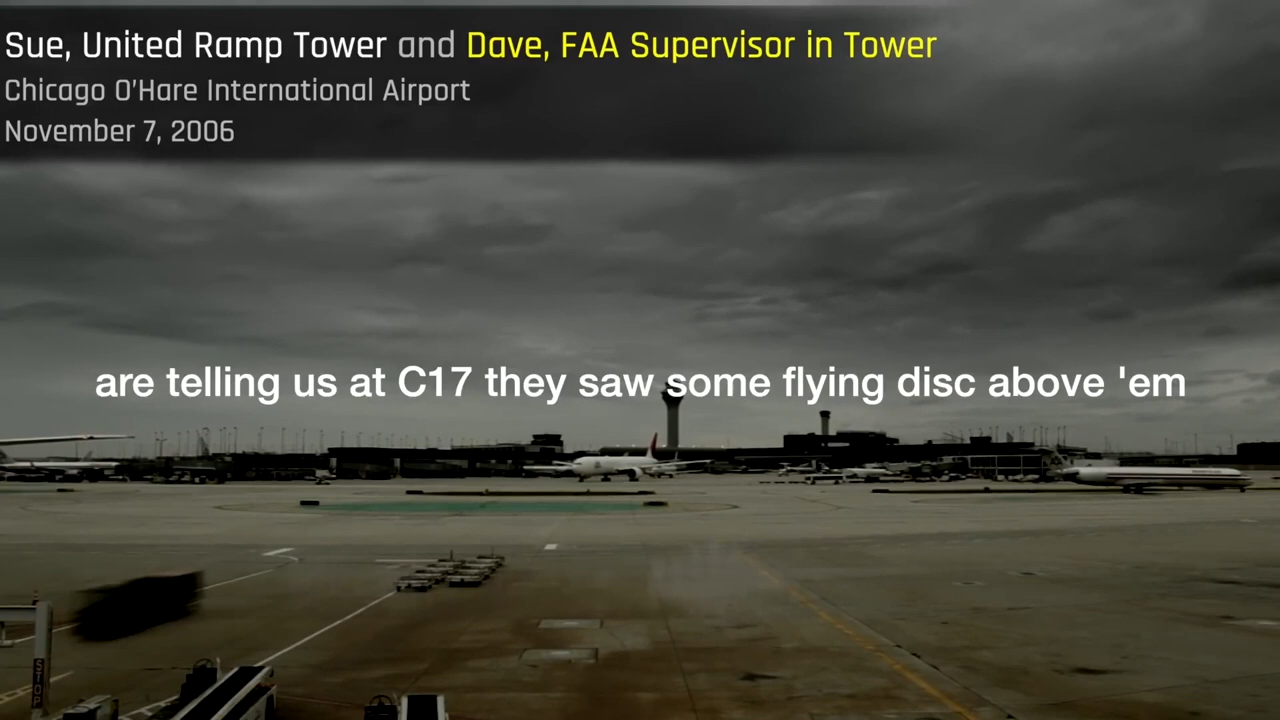 Sue, United Ramp Tower and Dave, FAA Supervisor in Tower
Chicago O'Hare International Airport
November 7, 2006
are telling us at C17 they saw some flying disc above 'em
STOP